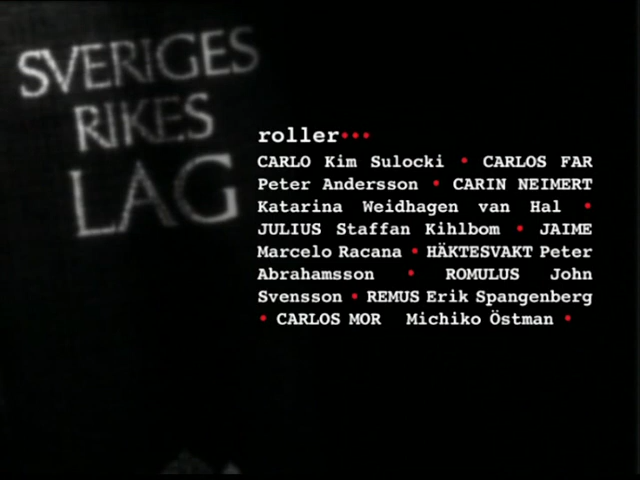 SVERIGES
RIKES
LAG
roller•••
CARLO Kim Sulocki • CARLOS FAR
Peter Andersson • CARIN NEIMERT
Katarina Weidhagen van Hal •
JULIUS Staffan Kihlbom • JAIME
Marcelo Racana • HÄKTESVAKT Peter
Abrahamsson • ROMULUS John
Svensson • REMUS Erik Spangenberg
• CARLOS MOR Michiko Östman •